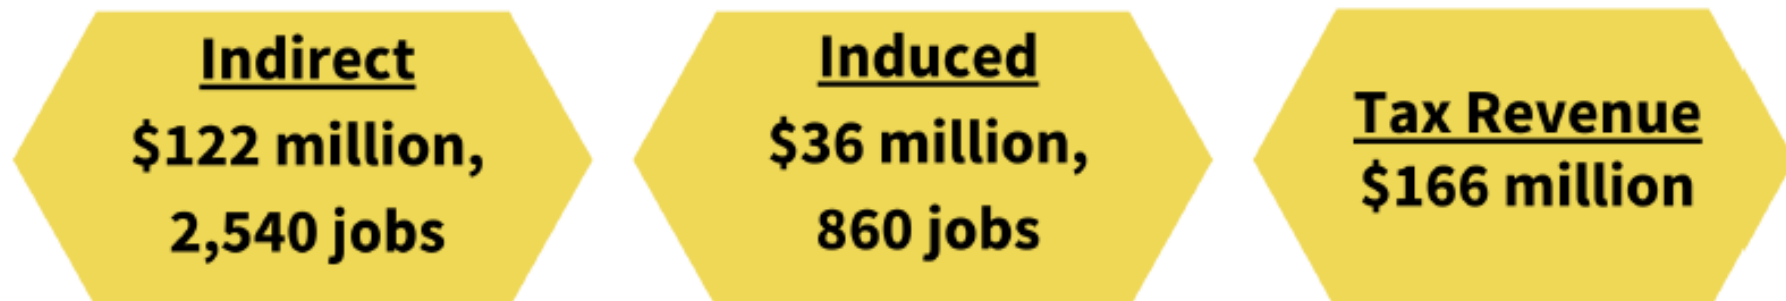 Indirect
$122 million,
2,540 jobs
Induced
$36 million,
860 jobs
Tax Revenue
$166 million